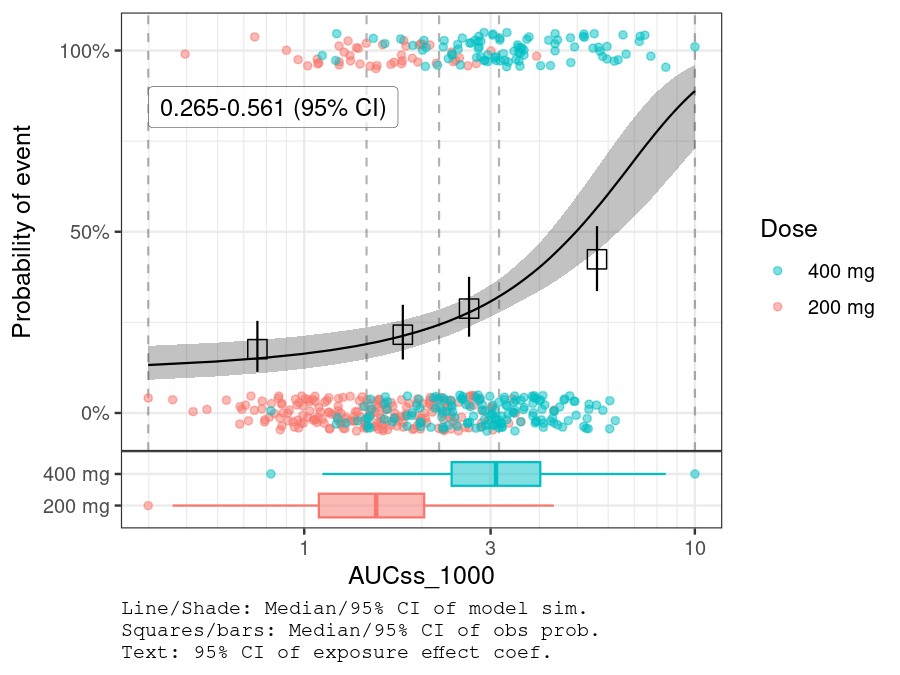 100%
50%
0%
Probability of event
0.265-0.561 (95% CI)
400 mg
200 mg
1
3
10
AUCss_1000
Dose
400 mg
200 mg
Line/Shade: Median/95% CI of model sim.
Squares/bars: Median/95% CI of obs prob.
Text: 95% CI of exposure effect coef.